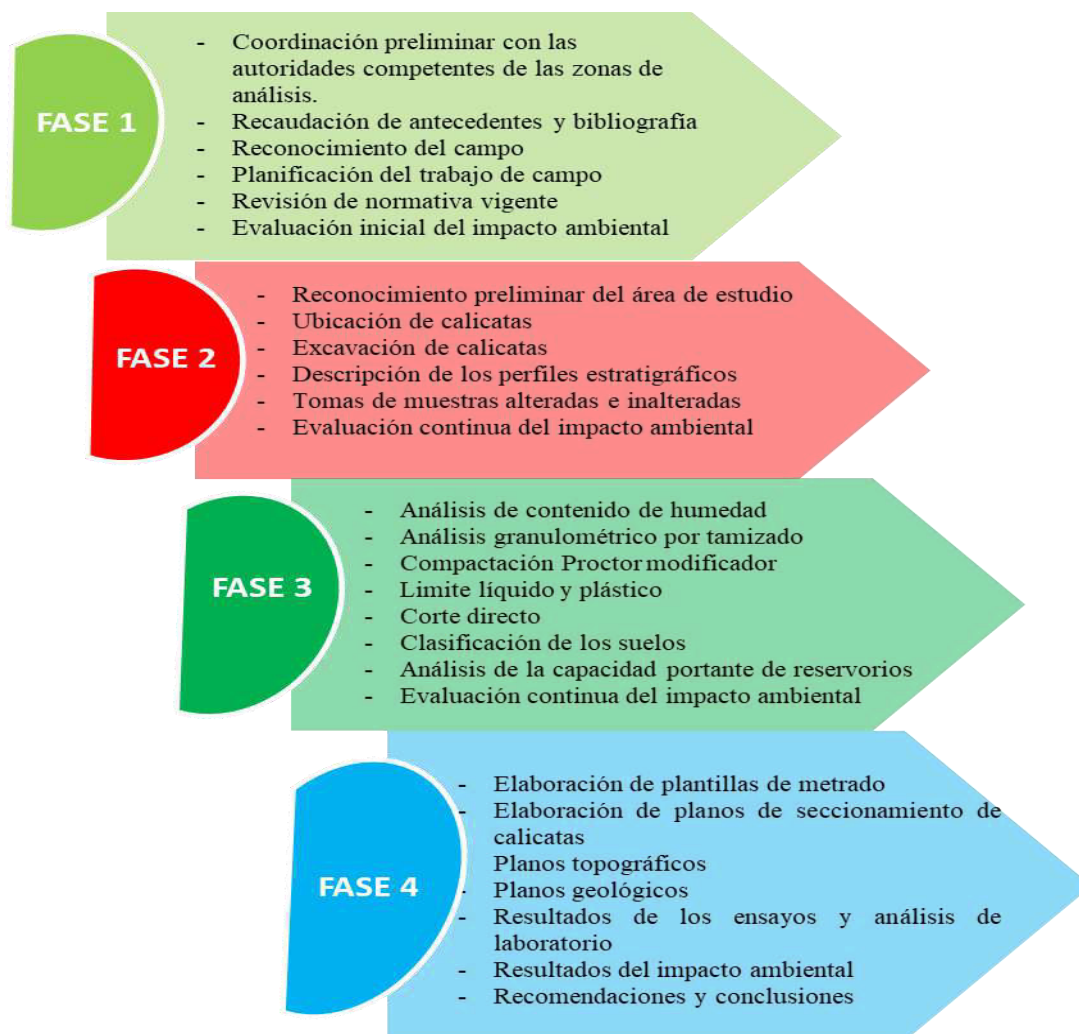 FASE 1
- Coordinación preliminar con las
autoridades competentes de las zonas de
análisis.
- Recaudación de antecedentes y bibliografía
- Reconocimiento del campo
- Planificación del trabajo de campo
- Revisión de normativa vigente
- Evaluación inicial del impacto ambiental
FASE 2
- Reconocimiento preliminar del área de estudio
- Ubicación de calicatas
- Excavación de calicatas
- Descripción de los perfiles estratigráficos
- Tomas de muestras alteradas e inalteradas
- Evaluación continua del impacto ambiental
FASE 3
- Análisis de contenido de humedad
- Análisis granulométrico por tamizado
- Compactación Proctor modificador
- Limite líquido y plástico
- Corte directo
- Clasificación de los suelos
- Análisis de la capacidad portante de reservorios
- Evaluación continua del impacto ambiental
FASE 4
- Elaboración de plantillas de metrado
- Elaboración de planos de seccionamiento de
calicatas
Planos topográficos
- Planos geológicos
- Resultados de los ensayos y análisis de
laboratorio
- Resultados del impacto ambiental
- Recomendaciones y conclusiones